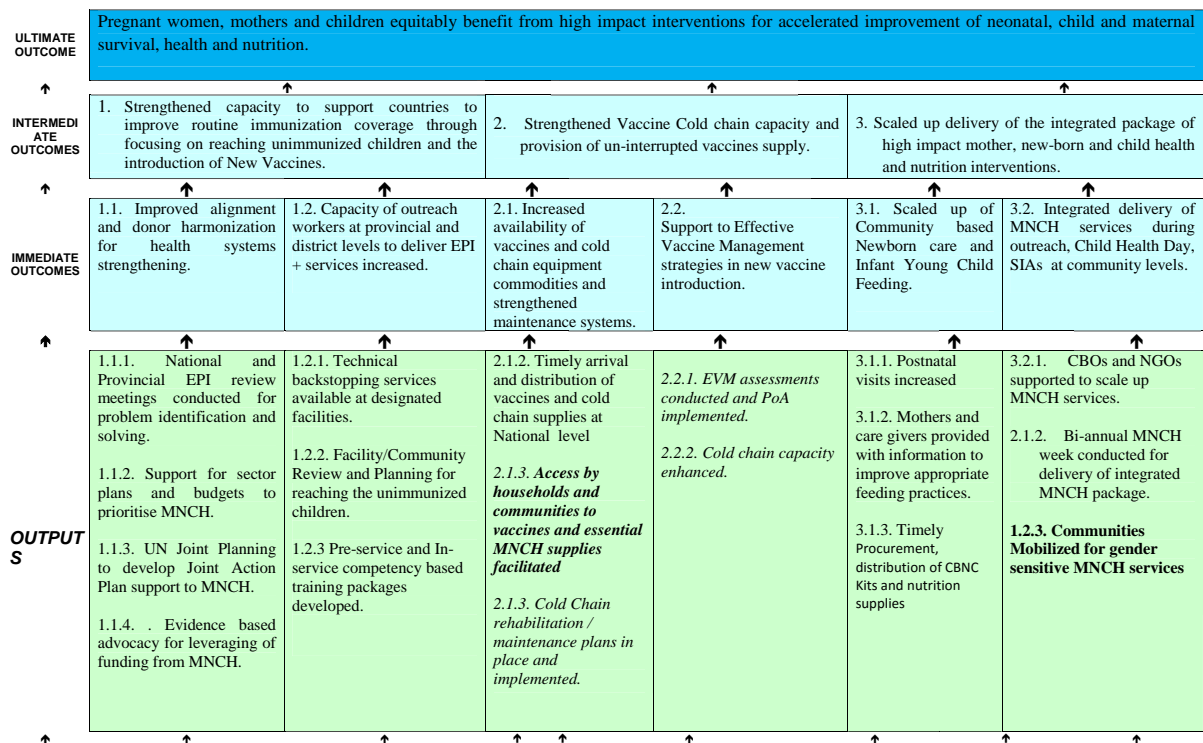 ULTIMATE
OUTCOME
Pregnant women, mothers and children equitably benefit from high impact interventions for accelerated improvement of neonatal, child and maternal
survival, health and nutrition.
INTERMEDI
ATE
OUTCOMES
1. Strengthened capacity to support countries to
improve routine immunization coverage through
focusing on reaching unimmunized children and the
introduction of New Vaccines.
2. Strengthened Vaccine Cold chain capacity and
provision of un-interrupted vaccines supply.
3. Scaled up delivery of the integrated package of
high impact mother, new-born and child health
and nutrition interventions.
IMMEDIATE
OUTCOMES
1.1. Improved alignment
and donor harmonization
for health systems
strengthening.
1.2. Capacity of outreach
workers at provincial and
district levels to deliver EPI
+ services increased.
2.1. Increased
availability of
vaccines and cold
chain equipment
commodities and
strengthened
maintenance systems.
2.2.
Support to Effective
Vaccine Management
strategies in new vaccine
introduction.
3.1. Scaled up of
Community based
Newborn care and
Infant Young Child
Feeding.
3.2. Integrated delivery of
MNCH services during
outreach, Child Health Day,
SIAs at community levels.
OUTPUT
S
1.1.1. National and
Provincial EPI review
meetings conducted for
problem identification and
solving.
1.1.2. Support for sector
plans and budgets to
prioritise MNCH.
1.1.3. UN Joint Planning
to develop Joint Action
Plan support to MNCH.
1.1.4. . Evidence based
advocacy for leveraging of
funding from MNCH.
1.2.1. Technical
backstopping services
available at designated
facilities.
1.2.2. Facility/Community
Review and Planning for
reaching the unimmunized
children.
1.2.3 Pre-service and In-
service competency based
training packages
developed.
2.1.2. Timely arrival
and distribution of
vaccines and cold
chain supplies at
National level
2.1.3. Access by
households and
communities to
vaccines and essential
MNCH supplies
facilitated
2.1.3. Cold Chain
rehabilitation /
maintenance plans in
place and
implemented.
2.2.1. EVM assessments
conducted and PoA
implemented.
2.2.2. Cold chain capacity
enhanced.
3.1.1. Postnatal
visits increased
3.1.2. Mothers and
care givers provided
with information to
improve appropriate
feeding practices.
3.1.3. Timely
Procurement,
distribution of CBNC
Kits and nutrition
supplies
3.2.1. CBOs and NGOs
supported to scale up
MNCH services.
2.1.2. Bi-annual MNCH
week conducted for
delivery of integrated
MNCH package.
1.2.3. Communities
Mobilized for gender
sensitive MNCH services